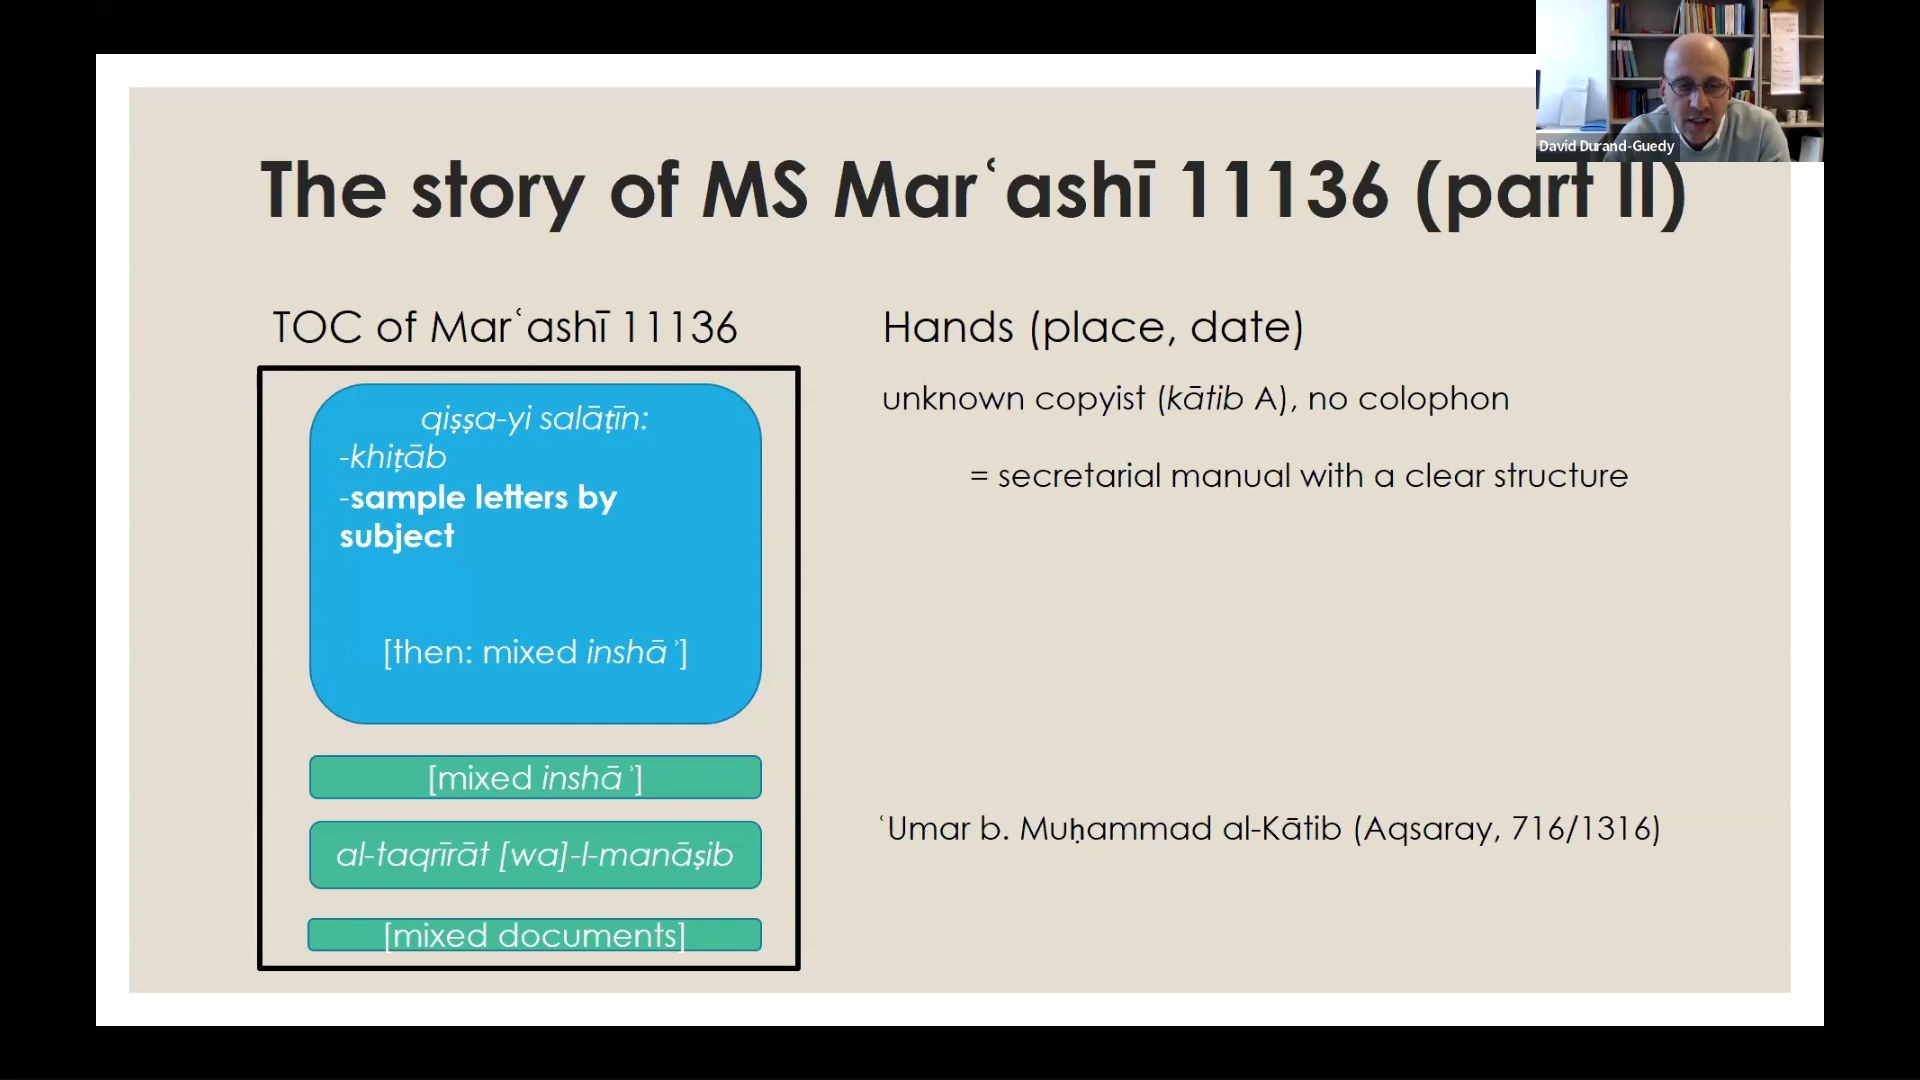 David Durand-Guedy
The story of MS Marʿashī 11136 (part II)
TOC of Marʿashī 11136
qiṣṣa-yi salāṭīn:
-khiṭāb
-sample letters by
subject
[then: mixed inshāʾ]
[mixed inshāʾ]
al-taqrīrāt [wa]-l-manāṣib
[mixed documents]
Hands (place, date)
unknown copyist (kātib A), no colophon
= secretarial manual with a clear structure
ʿUmar b. Muḥammad al-Kātib (Aqsaray, 716/1316)